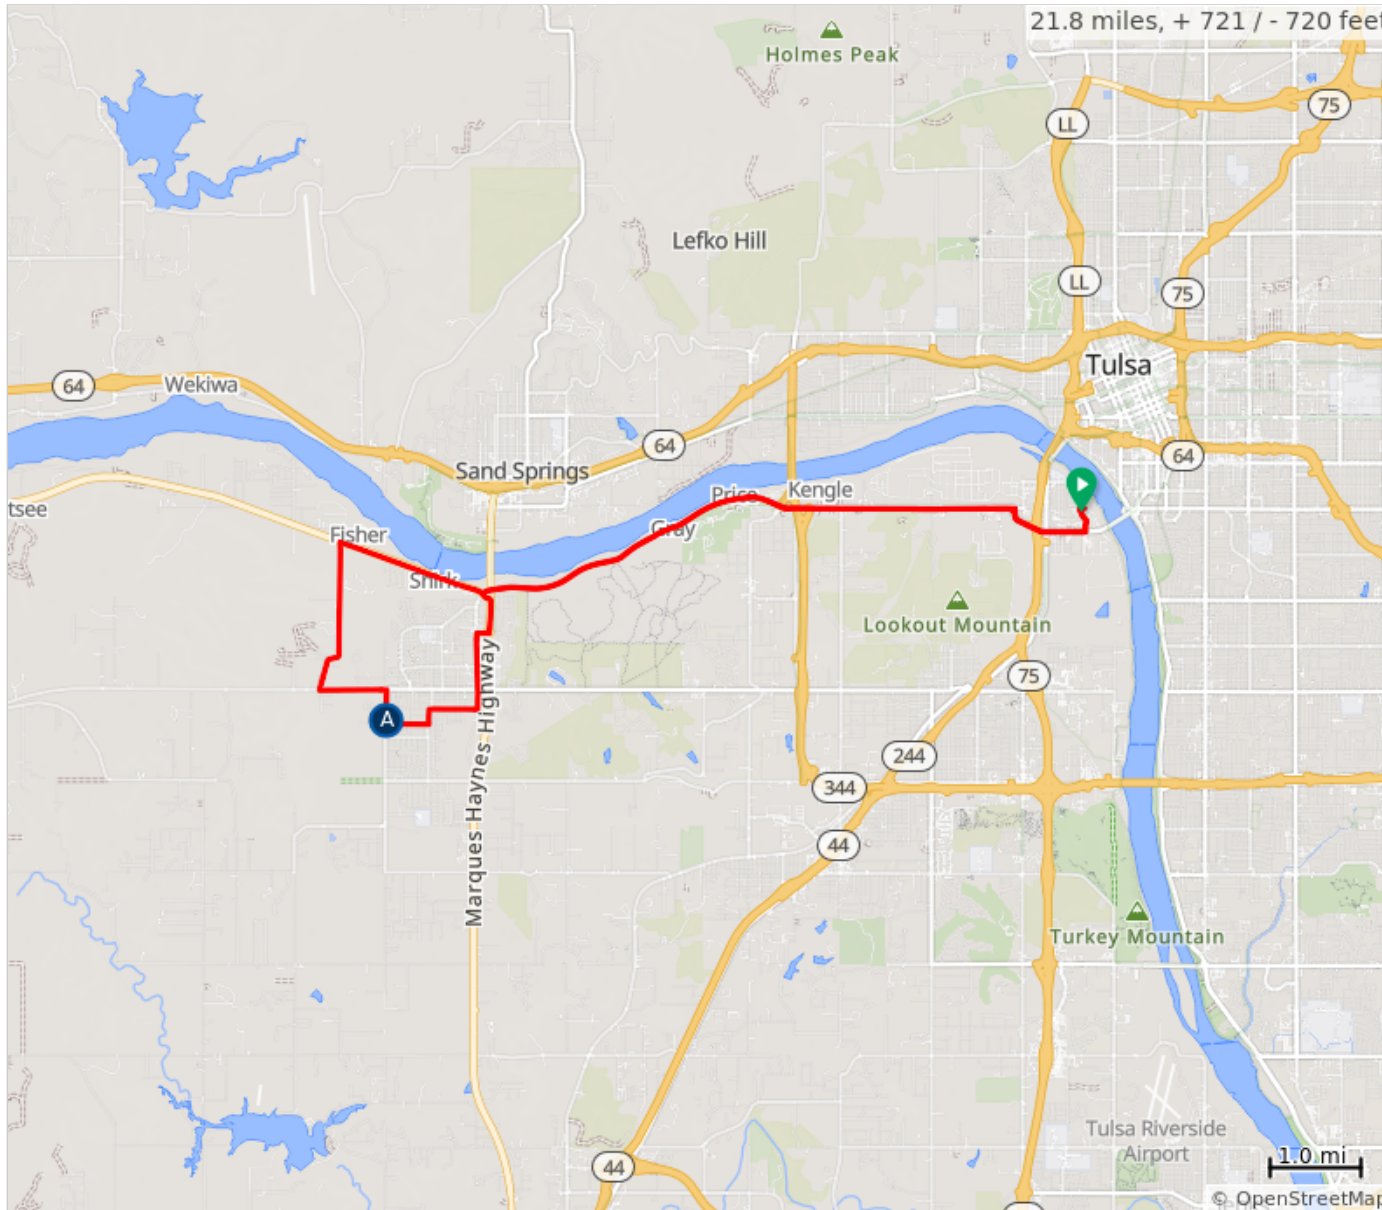 21.8 miles, + 721 / - 720 feet
Holmes Peak
75
LL
Lefko Hill
LL
75
Tulsa
64
Wekiwa
64
Sand Springs
64
Price
Kengle
tsee
Gray
Fisher
Shirk
Lookout Mountain
75
Marques Haynes Highway
A
244
344
44
Turkey Mountain
Tulsa Riverside
Airport
1.0 mi
44
© OpenStreetMap